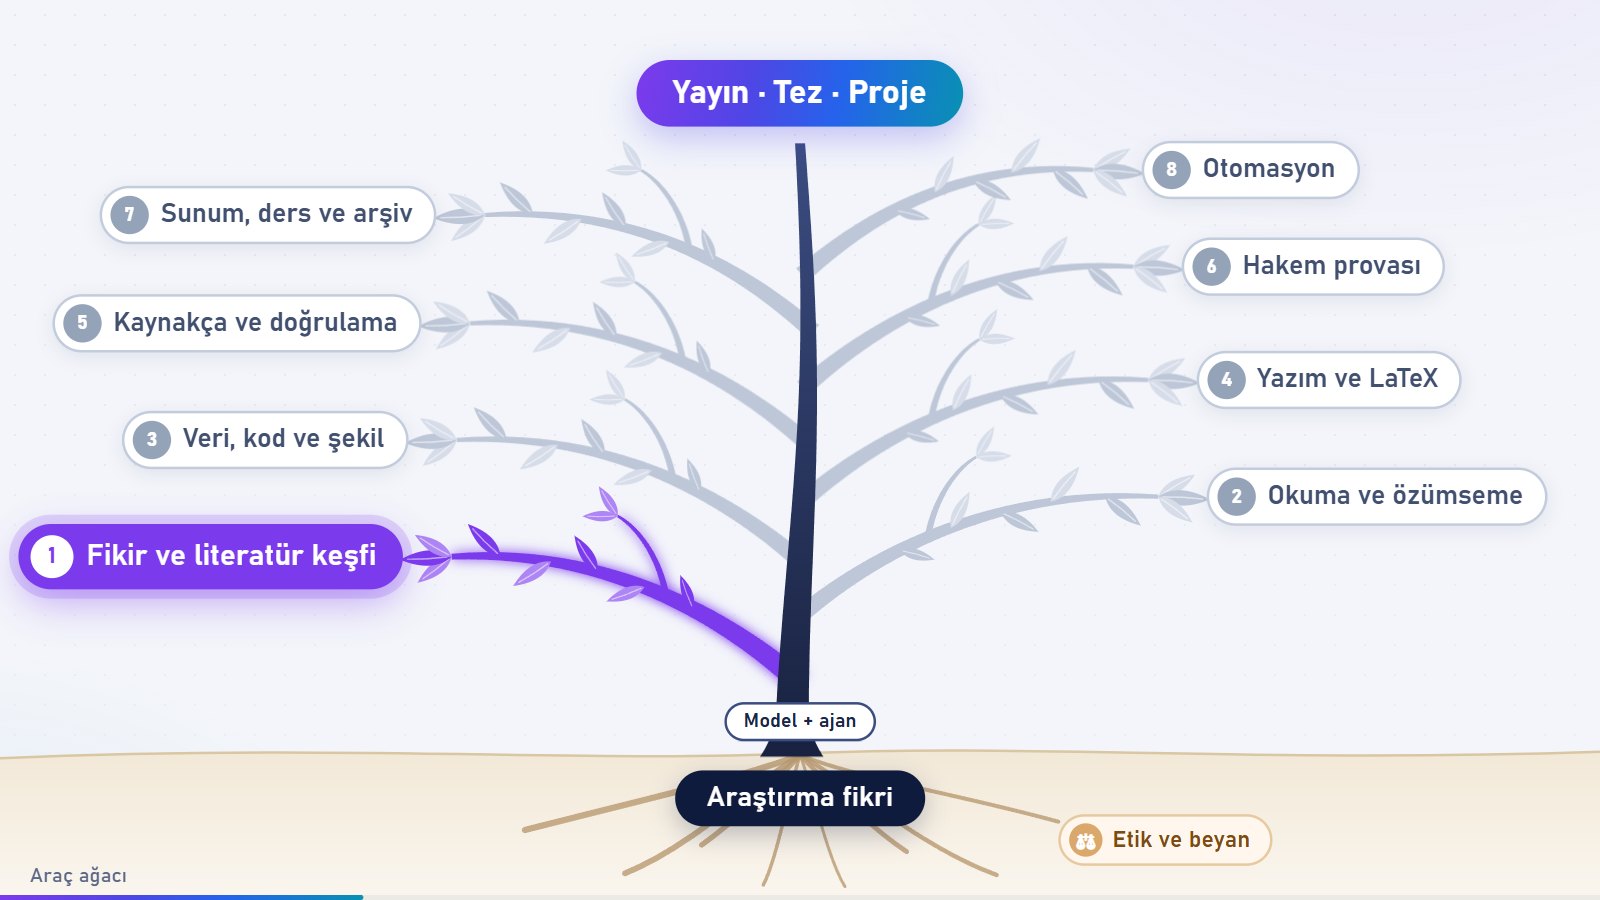 Yayın · Tez · Proje
8 Otomasyon
7 Sunum, ders ve arşiv
6 Hakem provası
5 Kaynakça ve doğrulama
4 Yazım ve LaTeX
3 Veri, kod ve şekil
2 Okuma ve özümseme
1 Fikir ve literatür keşfi
Model + ajan
Araştırma fikri
Etik ve beyan
Araç ağacı